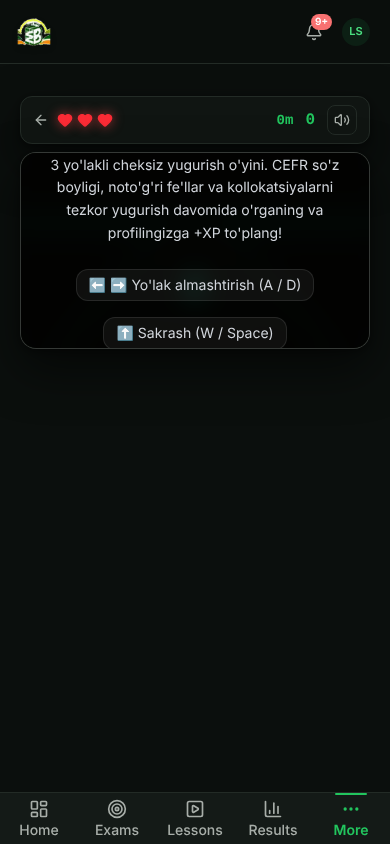 9+
LS
0m 0
3 yo'lakli cheksiz yugurish o'yini. CEFR so'z
boyligi, noto'g'ri fe'llar va kollokatsiyalarni
tezkor yugurish davomida o'rganing va
profilingizga +XP to'plang!
⬅️ ➡️ Yo'lak almashtirish (A / D)
⬆️ Sakrash (W / Space)
Home Exams Lessons Results More